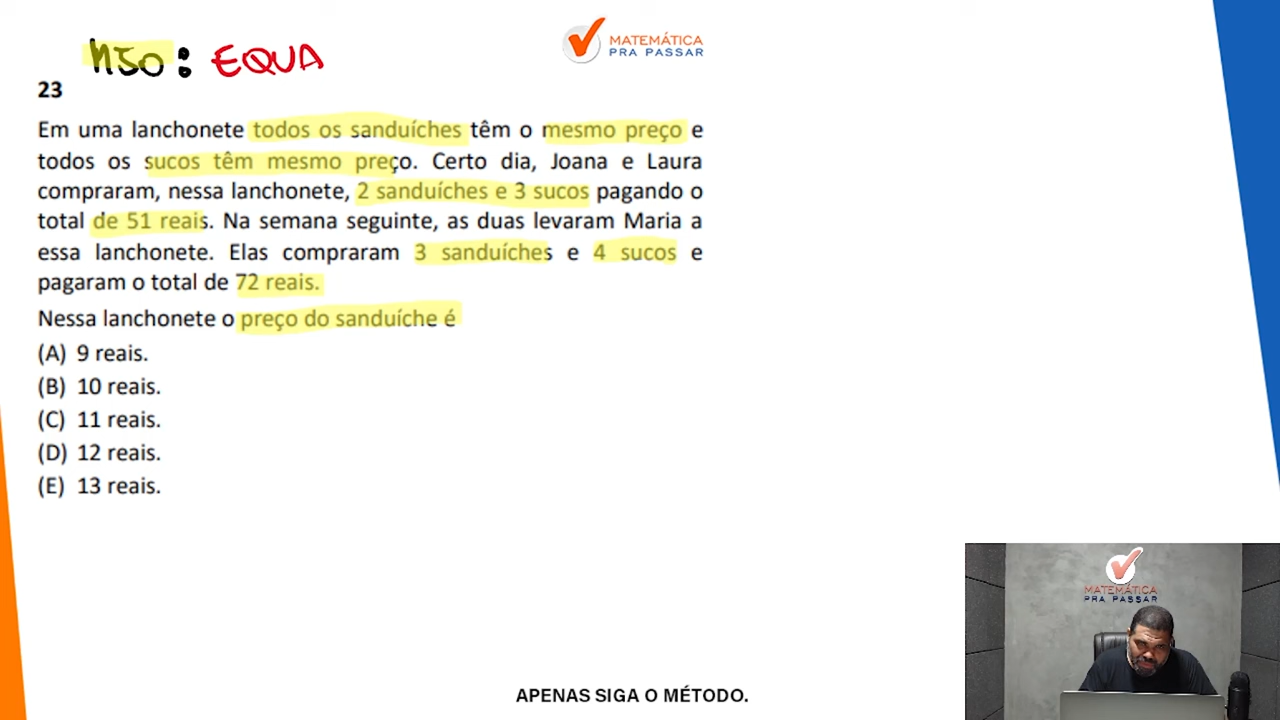 MJO: EQUA
MATEMÁTICA
PRA PASSAR
23
Em uma lanchonete todos os sanduíches têm o mesmo preço e
todos os sucos têm mesmo preço. Certo dia, Joana e Laura
compraram, nessa lanchonete, 2 sanduíches e 3 sucos pagando o
total de 51 reais. Na semana seguinte, as duas levaram Maria a
essa lanchonete. Elas compraram 3 sanduíches e 4 sucos e
pagaram o total de 72 reais.
Nessa lanchonete o preço do sanduíche é
(A) 9 reais.
(B) 10 reais.
(C) 11 reais.
(D) 12 reais.
(E) 13 reais.
MATEMÁTICA
PRA PASSAR
APENAS SIGA O MÉTODO.